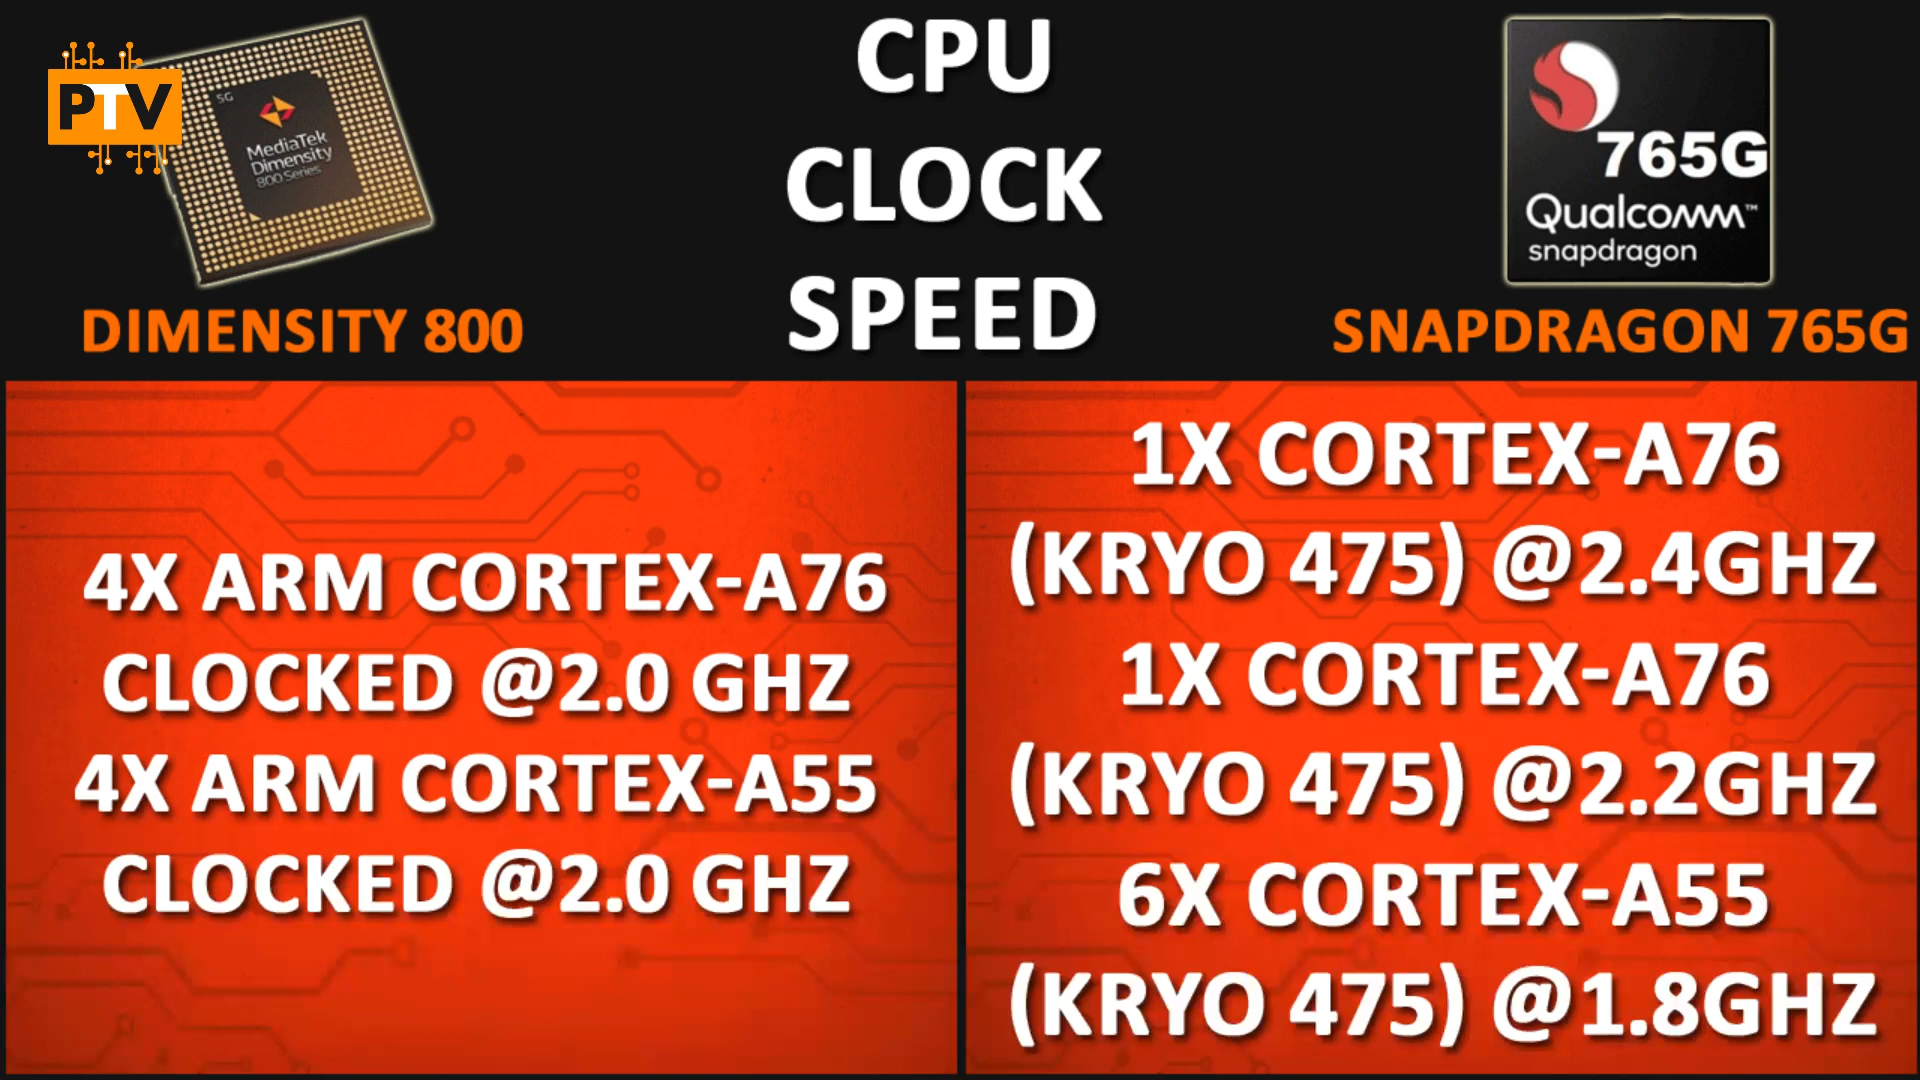 PTV
5G
MediaTek
Dimensity
800 Series
DIMENSITY 800
CPU
CLOCK
SPEED
765G
Qualcomm™
snapdragon
SNAPDRAGON 765G
4X ARM CORTEX-A76
CLOCKED @2.0 GHZ
4X ARM CORTEX-A55
CLOCKED @2.0 GHZ
1X CORTEX-A76
(KRYO 475) @2.4GHZ
1X CORTEX-A76
(KRYO 475) @2.2GHZ
6X CORTEX-A55
(KRYO 475) @1.8GHZ